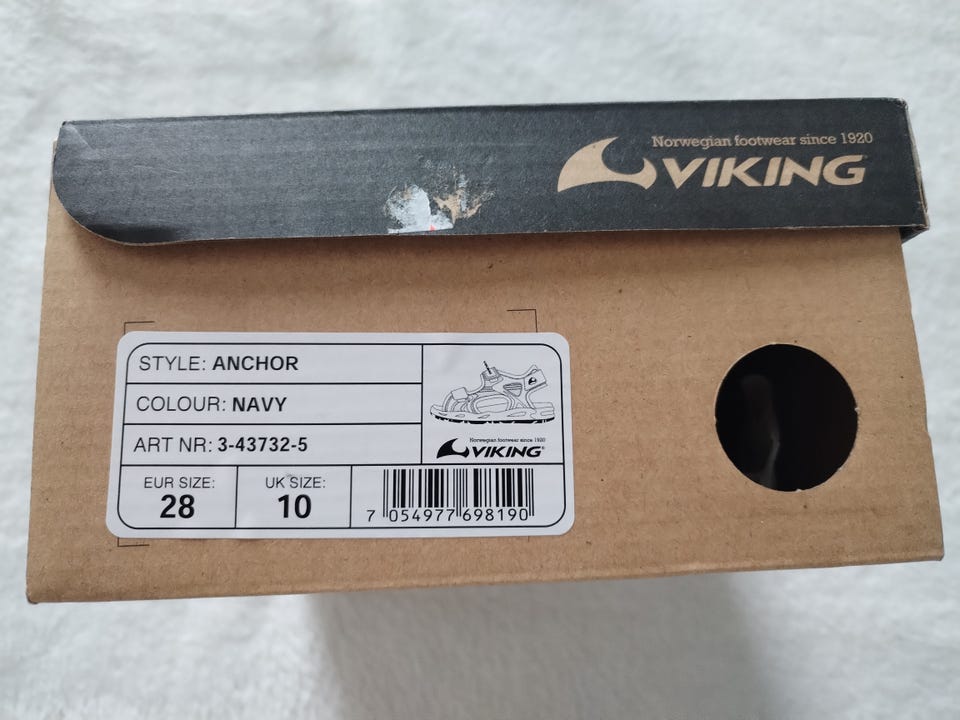 Norwegian footwear since 1920
VIKING
STYLE: ANCHOR
COLOUR: NAVY
ART NR: 3-43732-5
Norwegian footwear since 1920
VIKING®
EUR SIZE:
28
UK SIZE:
10
7 054977 698190